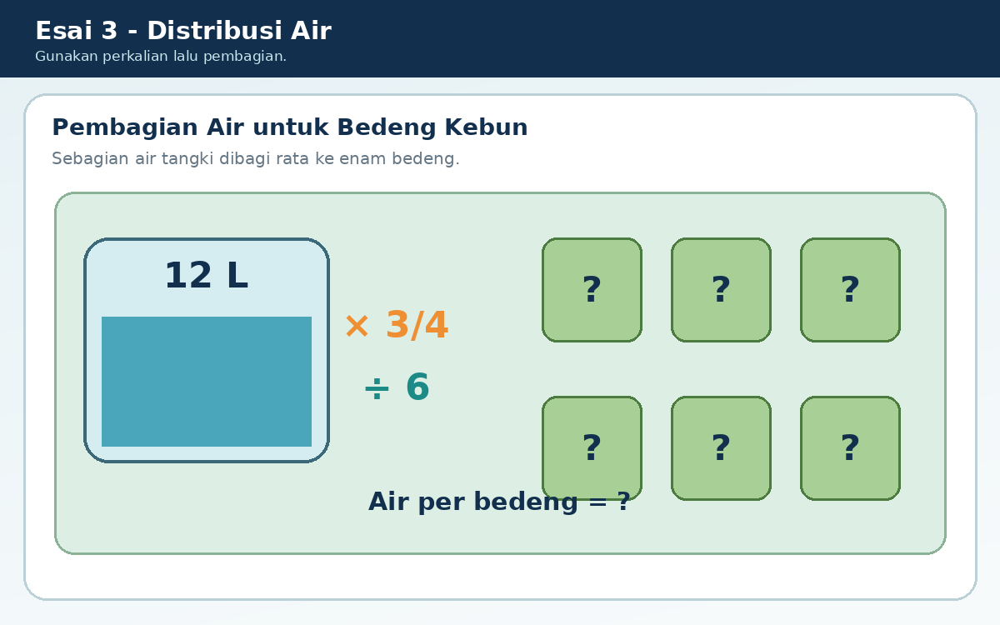 Esai 3 - Distribusi Air
Gunakan perkalian lalu pembagian.
Pembagian Air untuk Bedeng Kebun
Sebagian air tangki dibagi rata ke enam bedeng.
12 L
× 3/4
÷ 6
? ? ?
? ? ?
Air per bedeng = ?